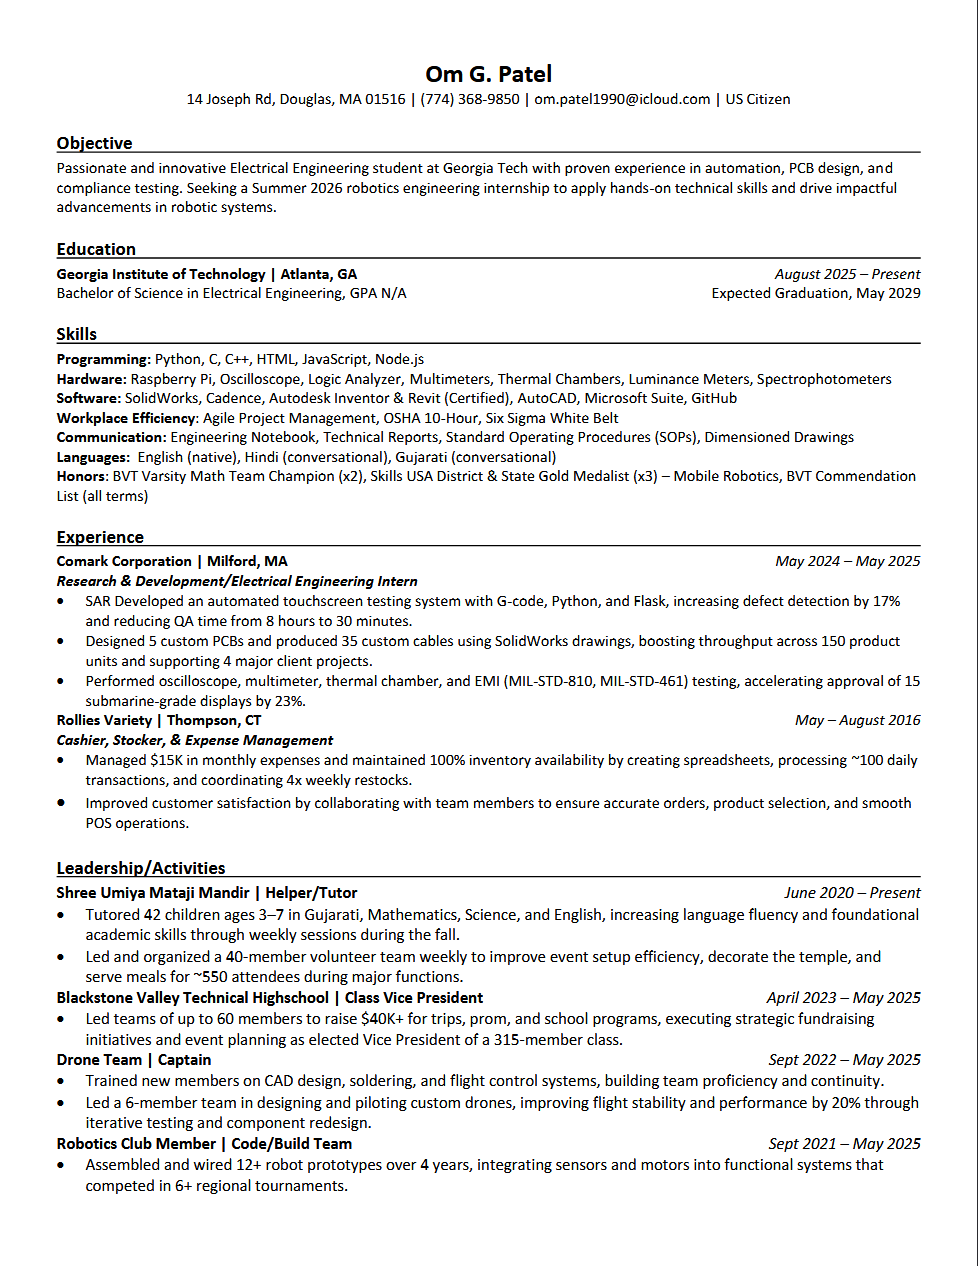 Om G. Patel
14 Joseph Rd, Douglas, MA 01516 | (774) 368-9850 | om.patel1990@icloud.com | US Citizen
Objective
Passionate and innovative Electrical Engineering student at Georgia Tech with proven experience in automation, PCB design, and
compliance testing. Seeking a Summer 2026 robotics engineering internship to apply hands-on technical skills and drive impactful
advancements in robotic systems.
Education
Georgia Institute of Technology | Atlanta, GA August 2025 – Present
Bachelor of Science in Electrical Engineering, GPA N/A Expected Graduation, May 2029
Skills
Programming: Python, C, C++, HTML, JavaScript, Node.js
Hardware: Raspberry Pi, Oscilloscope, Logic Analyzer, Multimeters, Thermal Chambers, Luminance Meters, Spectrophotometers
Software: SolidWorks, Cadence, Autodesk Inventor & Revit (Certified), AutoCAD, Microsoft Suite, GitHub
Workplace Efficiency: Agile Project Management, OSHA 10-Hour, Six Sigma White Belt
Communication: Engineering Notebook, Technical Reports, Standard Operating Procedures (SOPs), Dimensioned Drawings
Languages: English (native), Hindi (conversational), Gujarati (conversational)
Honors: BVT Varsity Math Team Champion (x2), Skills USA District & State Gold Medalist (x3) – Mobile Robotics, BVT Commendation
List (all terms)
Experience
Comark Corporation | Milford, MA May 2024 – May 2025
Research & Development/Electrical Engineering Intern
• SAR Developed an automated touchscreen testing system with G-code, Python, and Flask, increasing defect detection by 17%
and reducing QA time from 8 hours to 30 minutes.
• Designed 5 custom PCBs and produced 35 custom cables using SolidWorks drawings, boosting throughput across 150 product
units and supporting 4 major client projects.
• Performed oscilloscope, multimeter, thermal chamber, and EMI (MIL-STD-810, MIL-STD-461) testing, accelerating approval of 15
submarine-grade displays by 23%.
Rollies Variety | Thompson, CT May – August 2016
Cashier, Stocker, & Expense Management
• Managed $15K in monthly expenses and maintained 100% inventory availability by creating spreadsheets, processing ~100 daily
transactions, and coordinating 4x weekly restocks.
• Improved customer satisfaction by collaborating with team members to ensure accurate orders, product selection, and smooth
POS operations.
Leadership/Activities
Shree Umiya Mataji Mandir | Helper/Tutor June 2020 – Present
• Tutored 42 children ages 3–7 in Gujarati, Mathematics, Science, and English, increasing language fluency and foundational
academic skills through weekly sessions during the fall.
• Led and organized a 40-member volunteer team weekly to improve event setup efficiency, decorate the temple, and
serve meals for ~550 attendees during major functions.
Blackstone Valley Technical Highschool | Class Vice President April 2023 – May 2025
• Led teams of up to 60 members to raise $40K+ for trips, prom, and school programs, executing strategic fundraising
initiatives and event planning as elected Vice President of a 315-member class.
Drone Team | Captain Sept 2022 – May 2025
• Trained new members on CAD design, soldering, and flight control systems, building team proficiency and continuity.
• Led a 6-member team in designing and piloting custom drones, improving flight stability and performance by 20% through
iterative testing and component redesign.
Robotics Club Member | Code/Build Team Sept 2021 – May 2025
• Assembled and wired 12+ robot prototypes over 4 years, integrating sensors and motors into functional systems that
competed in 6+ regional tournaments.